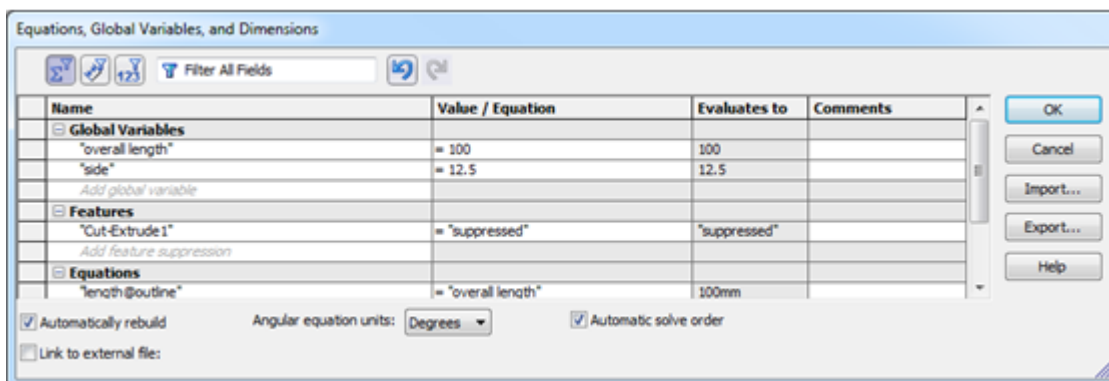 Equations, Global Variables, and Dimensions
Σ 123 Filter All Fields
Name Value / Equation Evaluates to Comments
Global Variables
"overall length" = 100 100
"side" = 12.5 12.5
Add global variable
Features
"Cut-Extrude1" = "suppressed" "suppressed"
Add feature suppression
Equations
"length@outline" = "overall length" 100mm
OK
Cancel
Import...
Export...
Help
Automatically rebuild Angular equation units: Degrees Automatic solve order
Link to external file: